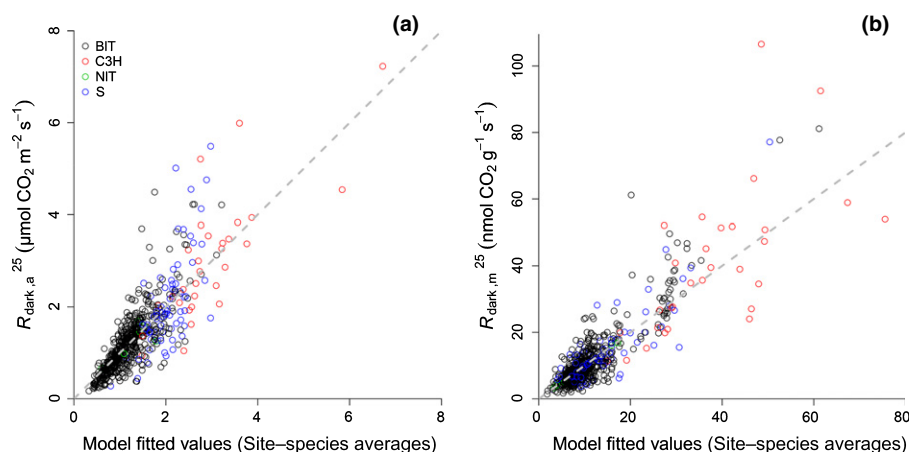 (a)
8
6
4
2
0
BIT
C3H
NIT
S
R dark,a 25 (μmol CO2 m−2 s−1)
0 2 4 6 8
Model fitted values (Site–species averages)
(b)
100
80
60
40
20
0
R dark,m 25 (nmol CO2 g−1 s−1)
0 20 40 60 80
Model fitted values (Site–species averages)